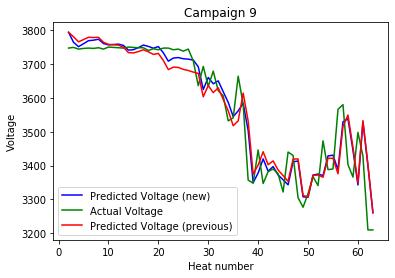 Campaign 9
3800
3700
3600
3500
3400
3300
3200
Voltage
Predicted Voltage (new)
Actual Voltage
Predicted Voltage (previous)
0 10 20 30 40 50 60
Heat number